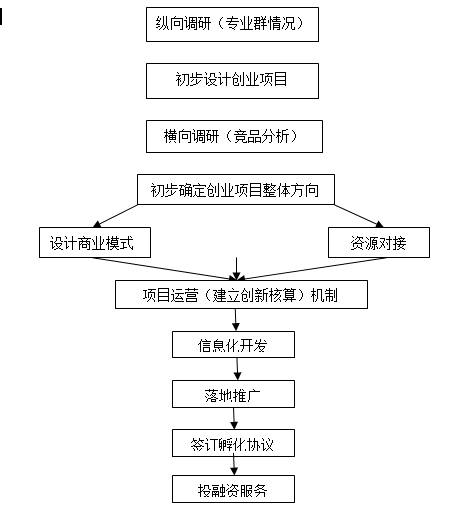 纵向调研（专业群情况）
初步设计创业项目
横向调研（竞品分析）
初步确定创业项目整体方向
设计商业模式
资源对接
项目运营（建立创新核算）机制
信息化开发
落地推广
签订孵化协议
投融资服务